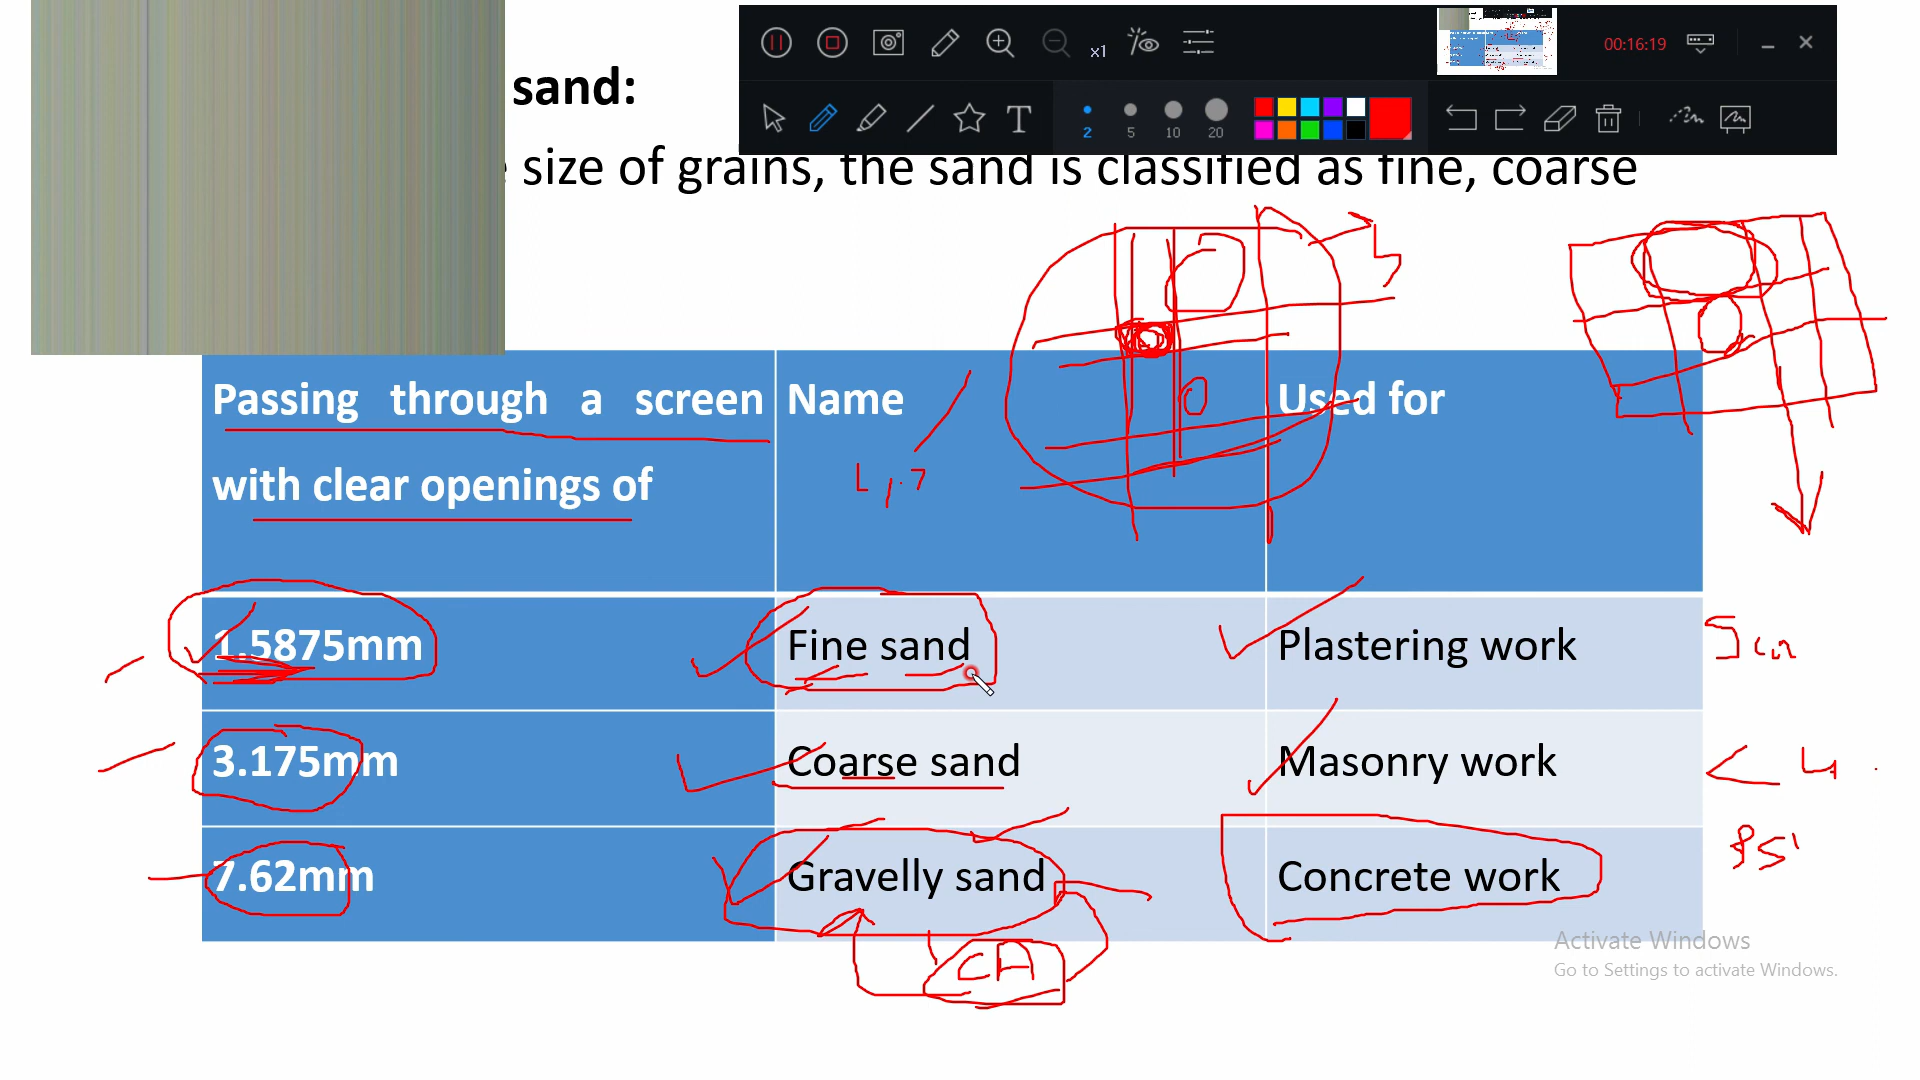 x1
00:16:19
2 5 10 20
sand:
size of grains, the sand is classified as fine, coarse
Passing through a screen with clear openings of
Name
Used for
4.7
1.5875mm Fine sand Plastering work
3.175mm Coarse sand Masonry work
7.62mm Gravelly sand Concrete work
CA
Activate Windows
Go to Settings to activate Windows.